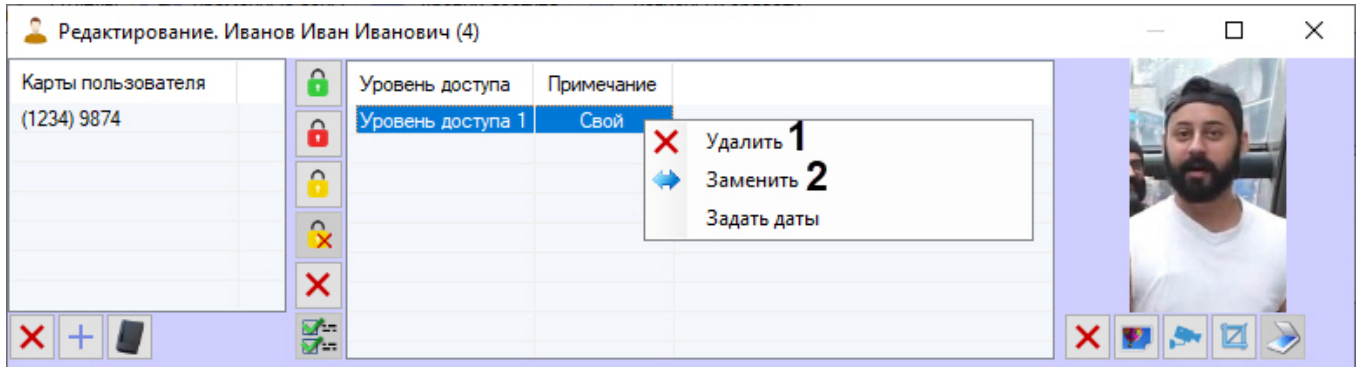 Редактирование. Иванов Иван Иванович (4)
Карты пользователя
(1234) 9874
Уровень доступа Примечание
Уровень доступа 1 Свой
Удалить 1
Заменить 2
Задать даты